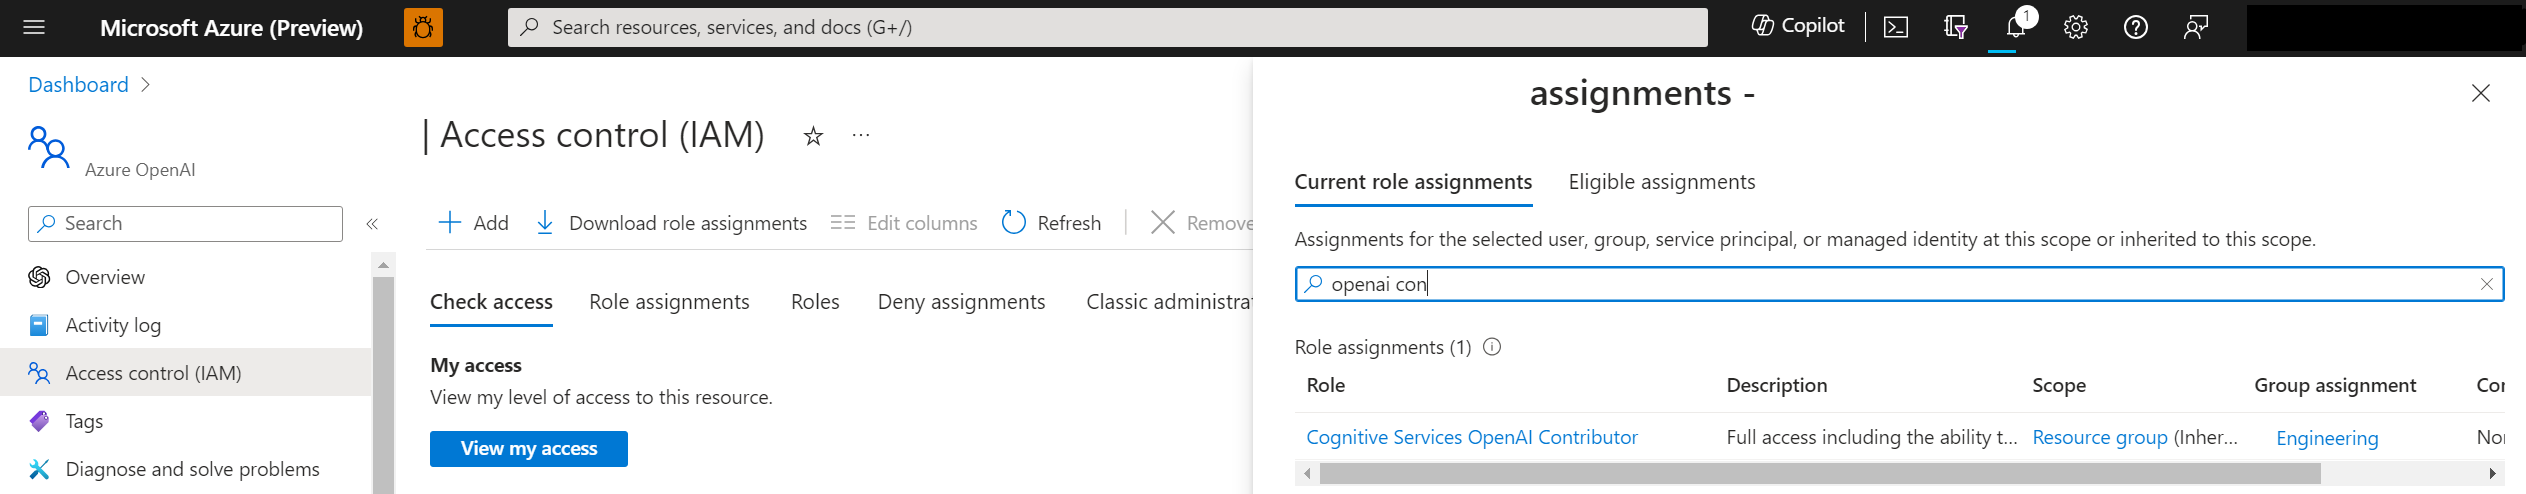 Microsoft Azure (Preview)
Search resources, services, and docs (G+/)
Copilot
1
Dashboard
Azure OpenAI
| Access control (IAM)
Search
Overview
Activity log
Access control (IAM)
Tags
Diagnose and solve problems
Add
Download role assignments
Edit columns
Refresh
Remove
Check access
Role assignments
Roles
Deny assignments
Classic administrat
My access
View my level of access to this resource.
View my access
assignments -
Current role assignments
Eligible assignments
Assignments for the selected user, group, service principal, or managed identity at this scope or inherited to this scope.
openai con
Role assignments (1)
Role Description Scope Group assignment Cor
Cognitive Services OpenAI Contributor Full access including the ability t... Resource group (Inher... Engineering Nor